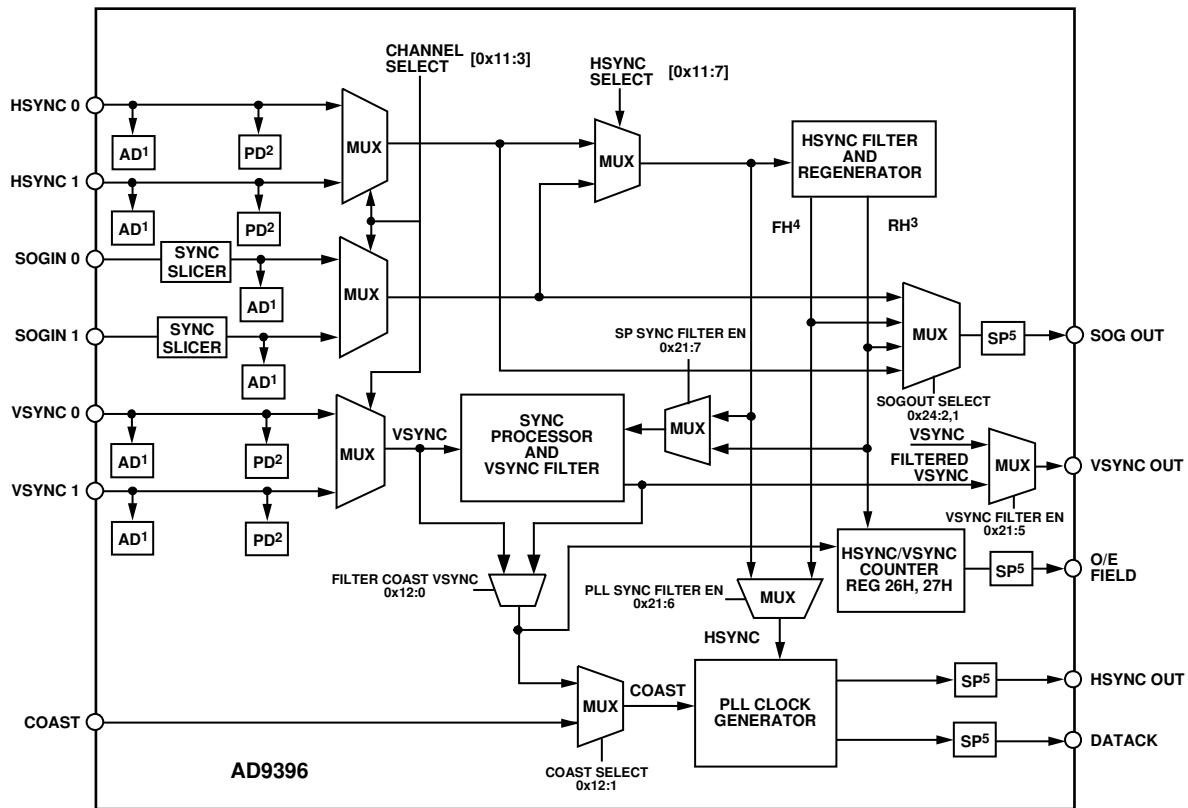 CHANNEL
SELECT [0x11:3]
HSYNC
SELECT [0x11:7]
HSYNC 0
AD1
PD2
MUX
MUX
HSYNC FILTER
AND
REGENERATOR
HSYNC 1
AD1
PD2
FH4
RH3
SOGIN 0
SYNC
SLICER
AD1
MUX
SOGIN 1
SYNC
SLICER
AD1
SP SYNC FILTER EN
0x21:7
MUX
SP5
SOG OUT
SOGOUT SELECT
0x24:2,1
VSYNC 0
AD1
PD2
MUX
VSYNC
SYNC
PROCESSOR
AND
VSYNC FILTER
MUX
VSYNC
FILTERED
VSYNC
MUX
VSYNC OUT
VSYNC FILTER EN
0x21:5
VSYNC 1
AD1
PD2
HSYNC/VSYNC
COUNTER
REG 26H, 27H
SP5
O/E
FIELD
FILTER COAST VSYNC
0x12:0
PLL SYNC FILTER EN
0x21:6
MUX
HSYNC
COAST
MUX
COAST
PLL CLOCK
GENERATOR
SP5
HSYNC OUT
SP5
DATACK
COAST SELECT
0x12:1
AD9396